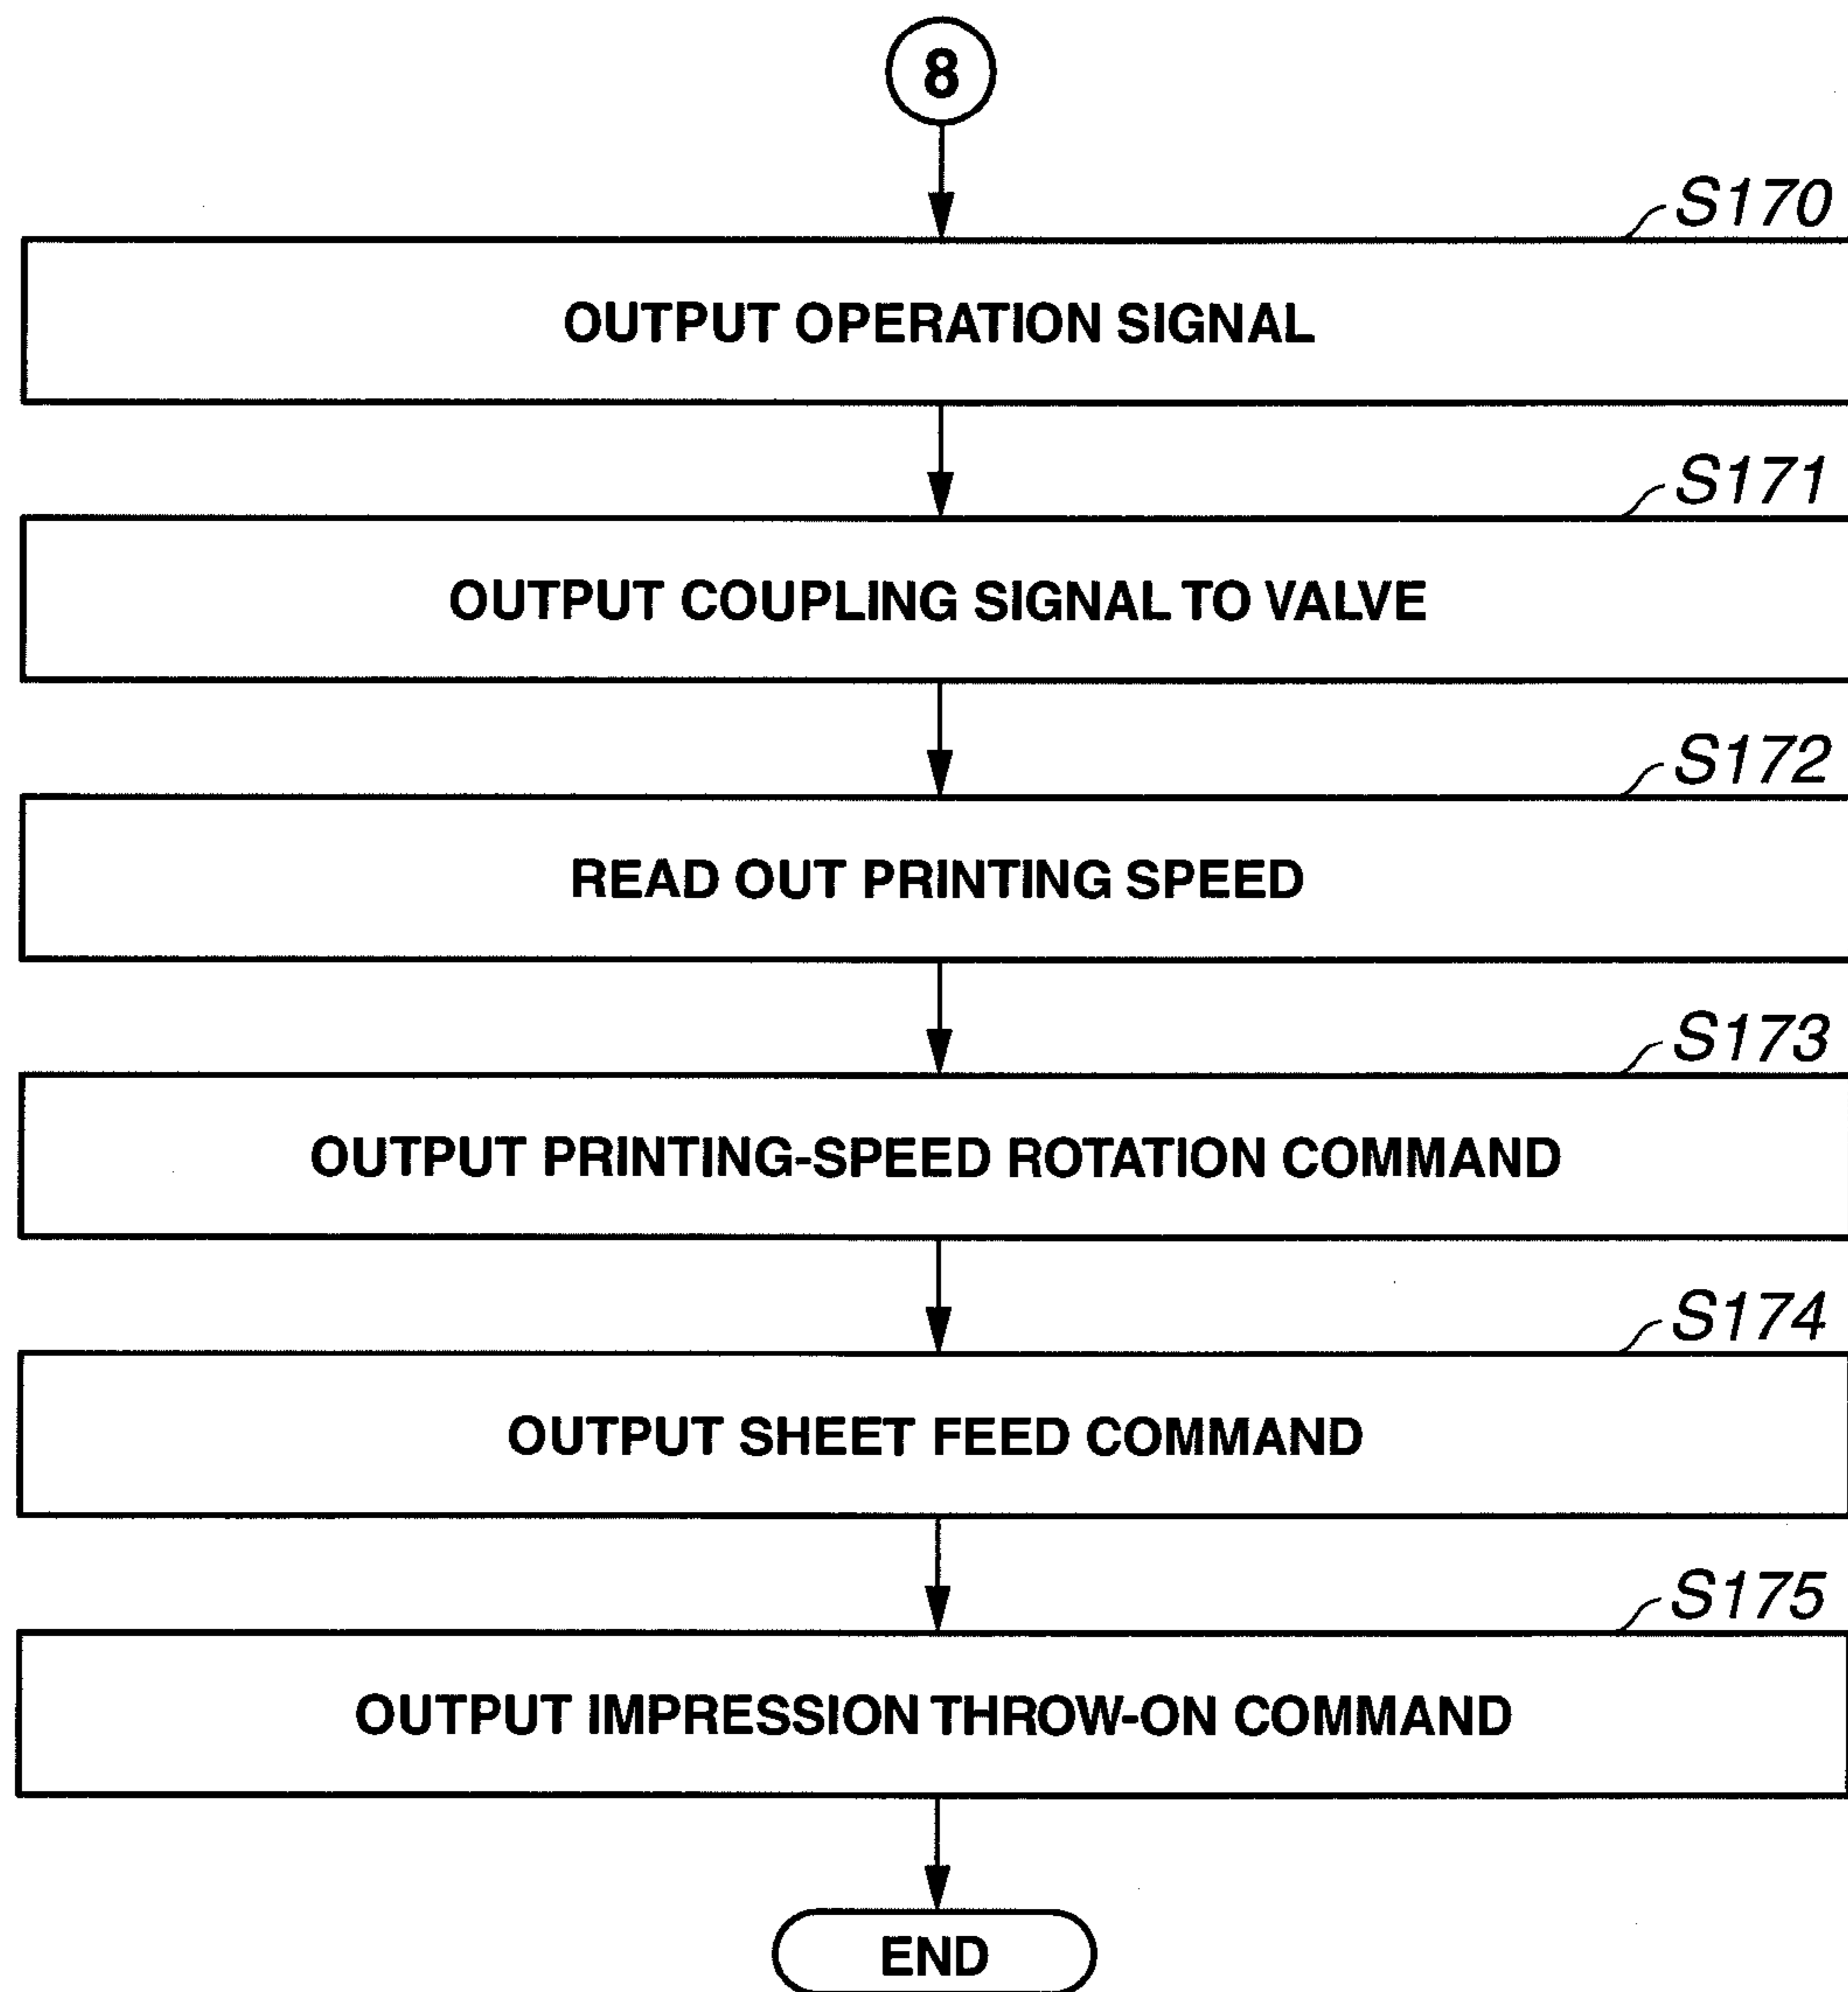 8
S170
OUTPUT OPERATION SIGNAL
S171
OUTPUT COUPLING SIGNAL TO VALVE
S172
READ OUT PRINTING SPEED
S173
OUTPUT PRINTING-SPEED ROTATION COMMAND
S174
OUTPUT SHEET FEED COMMAND
S175
OUTPUT IMPRESSION THROW-ON COMMAND
END